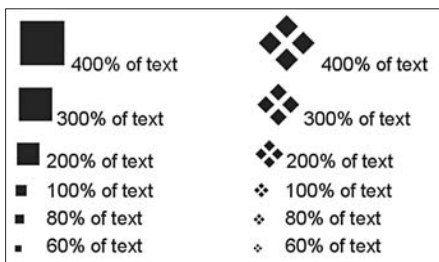 400% of text 400% of text
300% of text 300% of text
200% of text 200% of text
100% of text 100% of text
80% of text 80% of text
60% of text 60% of text